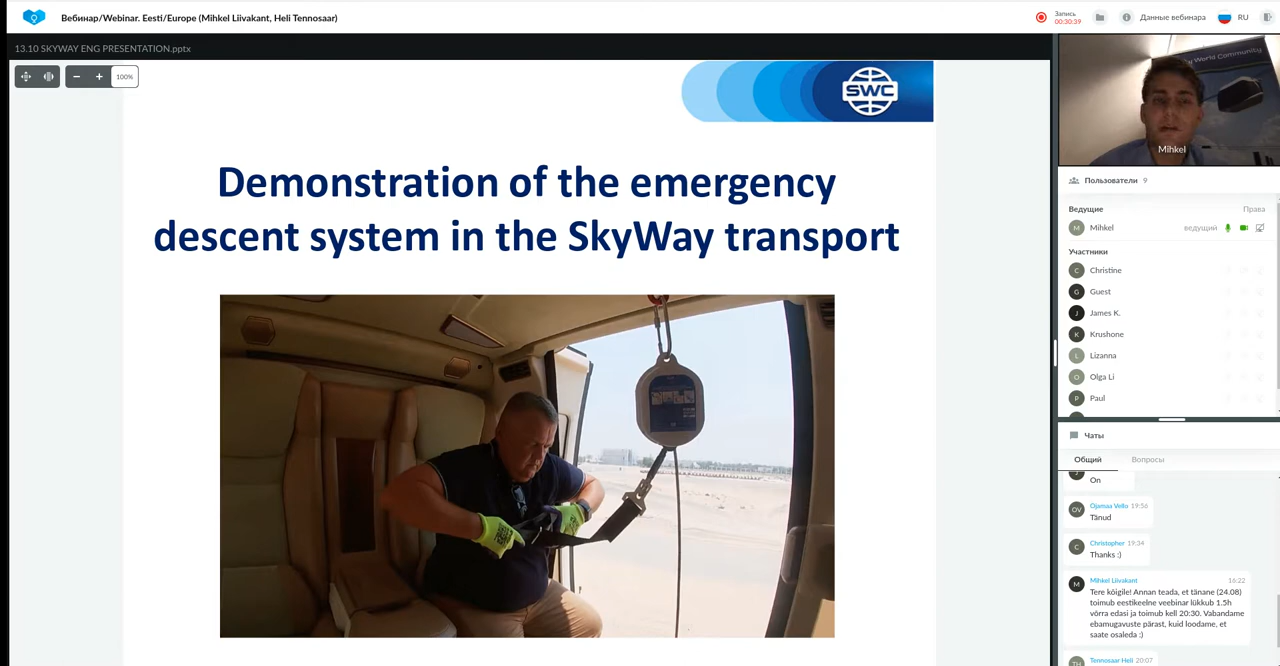 Вебинар/Webinar. Eesti/Europe (Mihkel Liivakant, Heli Tennosaar)
Запись
00:30:39
Данные вебинара
RU
13.10 SKYWAY ENG PRESENTATION.pptx
100%
SWC
Demonstration of the emergency
descent system in the SkyWay transport
World Community
Mihkel
Пользователи 9
Ведущие
Права
M
Mihkel
ведущий
Участники
C
Christine
G
Guest
J
James K.
K
Krushone
L
Lizanna
O
Olga Li
P
Paul
Чаты
Общий
Вопросы
On
OV
Ojamaa Vello 19:56
Tänud
C
Christopher 19:34
Thanks :)
M
Mihkel Liivakant 16:22
Tere kõigile! Annan teada, et tänane (24.08)
toimub eestikeelne veebinar lükkub 1.5h
võrra edasi ja toimub kell 20:30. Vabandame
ebamugavuste pärast, kuid loodame, et
saate osaleda :)
TH
Tennosaar Heli 20:07